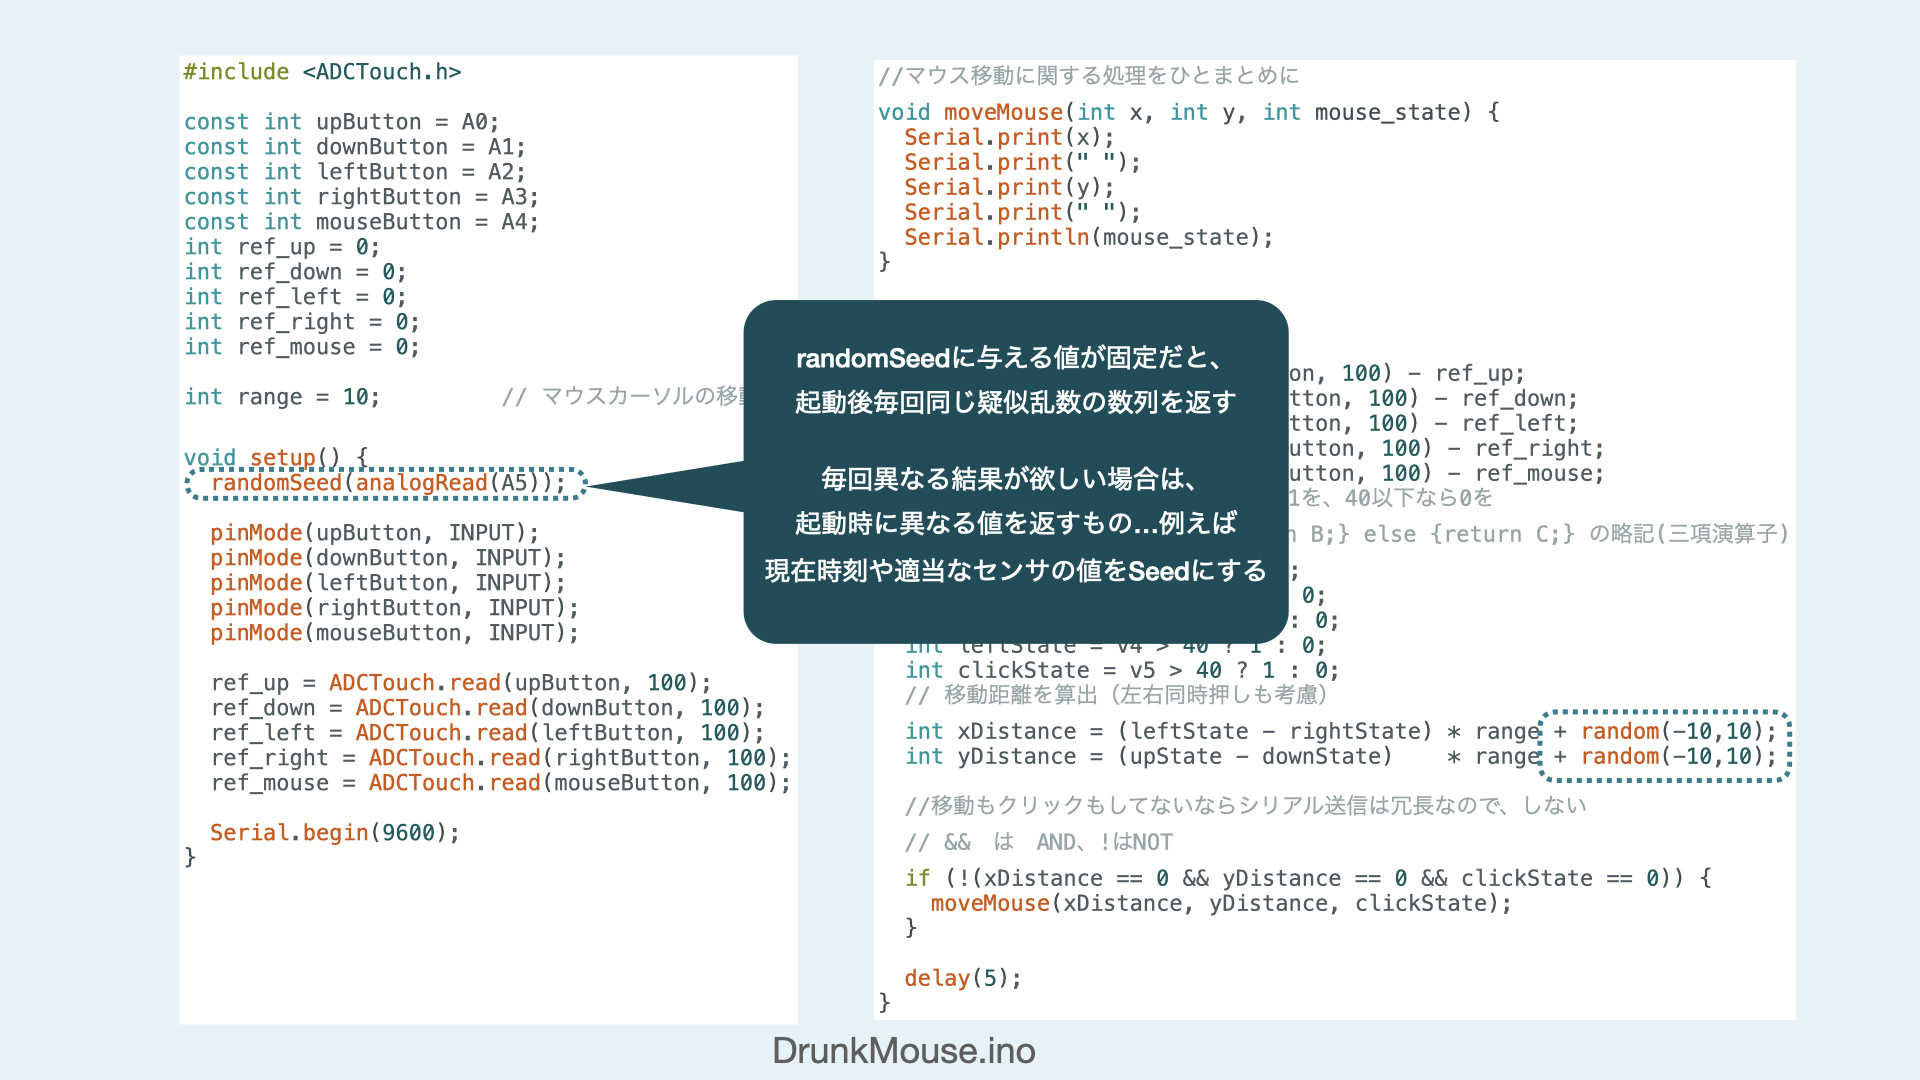 #include <ADCTouch.h>
const int upButton = A0;
const int downButton = A1;
const int leftButton = A2;
const int rightButton = A3;
const int mouseButton = A4;
int ref_up = 0;
int ref_down = 0;
int ref_left = 0;
int ref_right = 0;
int ref_mouse = 0;
int range = 10; // マウスカーソルの移動
void setup() {
randomSeed(analogRead(A5));
pinMode(upButton, INPUT);
pinMode(downButton, INPUT);
pinMode(leftButton, INPUT);
pinMode(rightButton, INPUT);
pinMode(mouseButton, INPUT);
ref_up = ADCTouch.read(upButton, 100);
ref_down = ADCTouch.read(downButton, 100);
ref_left = ADCTouch.read(leftButton, 100);
ref_right = ADCTouch.read(rightButton, 100);
ref_mouse = ADCTouch.read(mouseButton, 100);
Serial.begin(9600);
}
randomSeedに与える値が固定だと、
起動後毎回同じ疑似乱数の数列を返す
毎回異なる結果が欲しい場合は、
起動時に異なる値を返すもの...例えば
現在時刻や適当なセンサの値をSeedにする
//マウス移動に関する処理をひとまとめに
void moveMouse(int x, int y, int mouse_state) {
Serial.print(x);
Serial.print(" ");
Serial.print(y);
Serial.print(" ");
Serial.println(mouse_state);
}
on, 100) - ref_up;
tton, 100) - ref_down;
tton, 100) - ref_left;
utton, 100) - ref_right;
utton, 100) - ref_mouse;
1を、40以下なら0を
n B;} else {return C;} の略記(三項演算子)
;
0;
: 0;
int leftState = v4 > 40 ? 1 : 0;
int clickState = v5 > 40 ? 1 : 0;
// 移動距離を算出（左右同時押しも考慮）
int xDistance = (leftState - rightState) * range + random(-10,10);
int yDistance = (upState - downState) * range + random(-10,10);
//移動もクリックもしてないならシリアル送信は冗長なので、しない
// && は AND、!はNOT
if (!(xDistance == 0 && yDistance == 0 && clickState == 0)) {
moveMouse(xDistance, yDistance, clickState);
}
delay(5);
}
DrunkMouse.ino